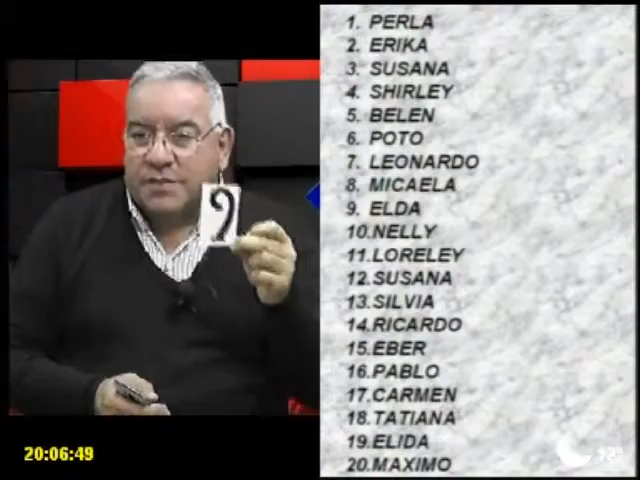 1. PERLA
2. ERIKA
3. SUSANA
4. SHIRLEY
5. BELEN
6. POTO
7. LEONARDO
8. MICAELA
9. ELDA
10.NELLY
11.LORELEY
12.SUSANA
13.SILVIA
14.RICARDO
15.EBER
16.PABLO
17.CARMEN
18.TATIANA
19.ELIDA
20.MAXIMO
9
20:06:49
12º